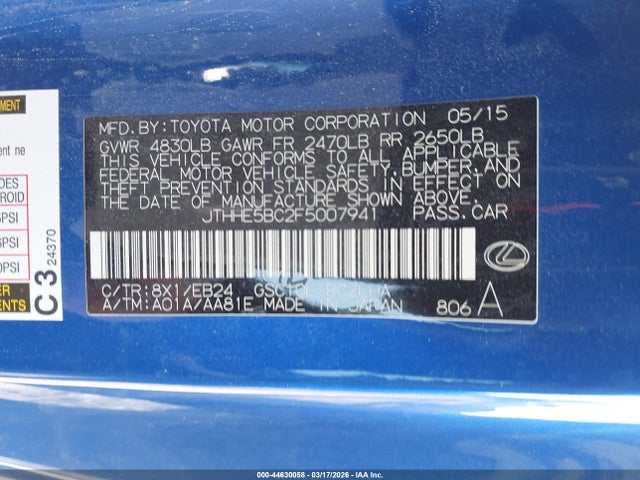 MFD.BY:TOYOTA MOTOR CORPORATION 05/15
GVWR 4830LB GAWR FR 2470LB RR 2650LB
THIS VEHICLE CONFORMS TO ALL APPLICABLE
FEDERAL MOTOR VEHICLE SAFETY, BUMPER, AND
THEFT PREVENTION STANDARDS IN EFFECT ON
THE DATE OF MANUFACTURE SHOWN ABOVE.
JTHHE5BC2F5007941 PASS.CAR
C/TR:8X1/EB24
A/TM:A01A/AA81E MADE IN JAPAN 806 A
ment ne
PSI
PSI
0PSI
C3 24370
000-44630058 | 03/17/2026 | IAA Inc.